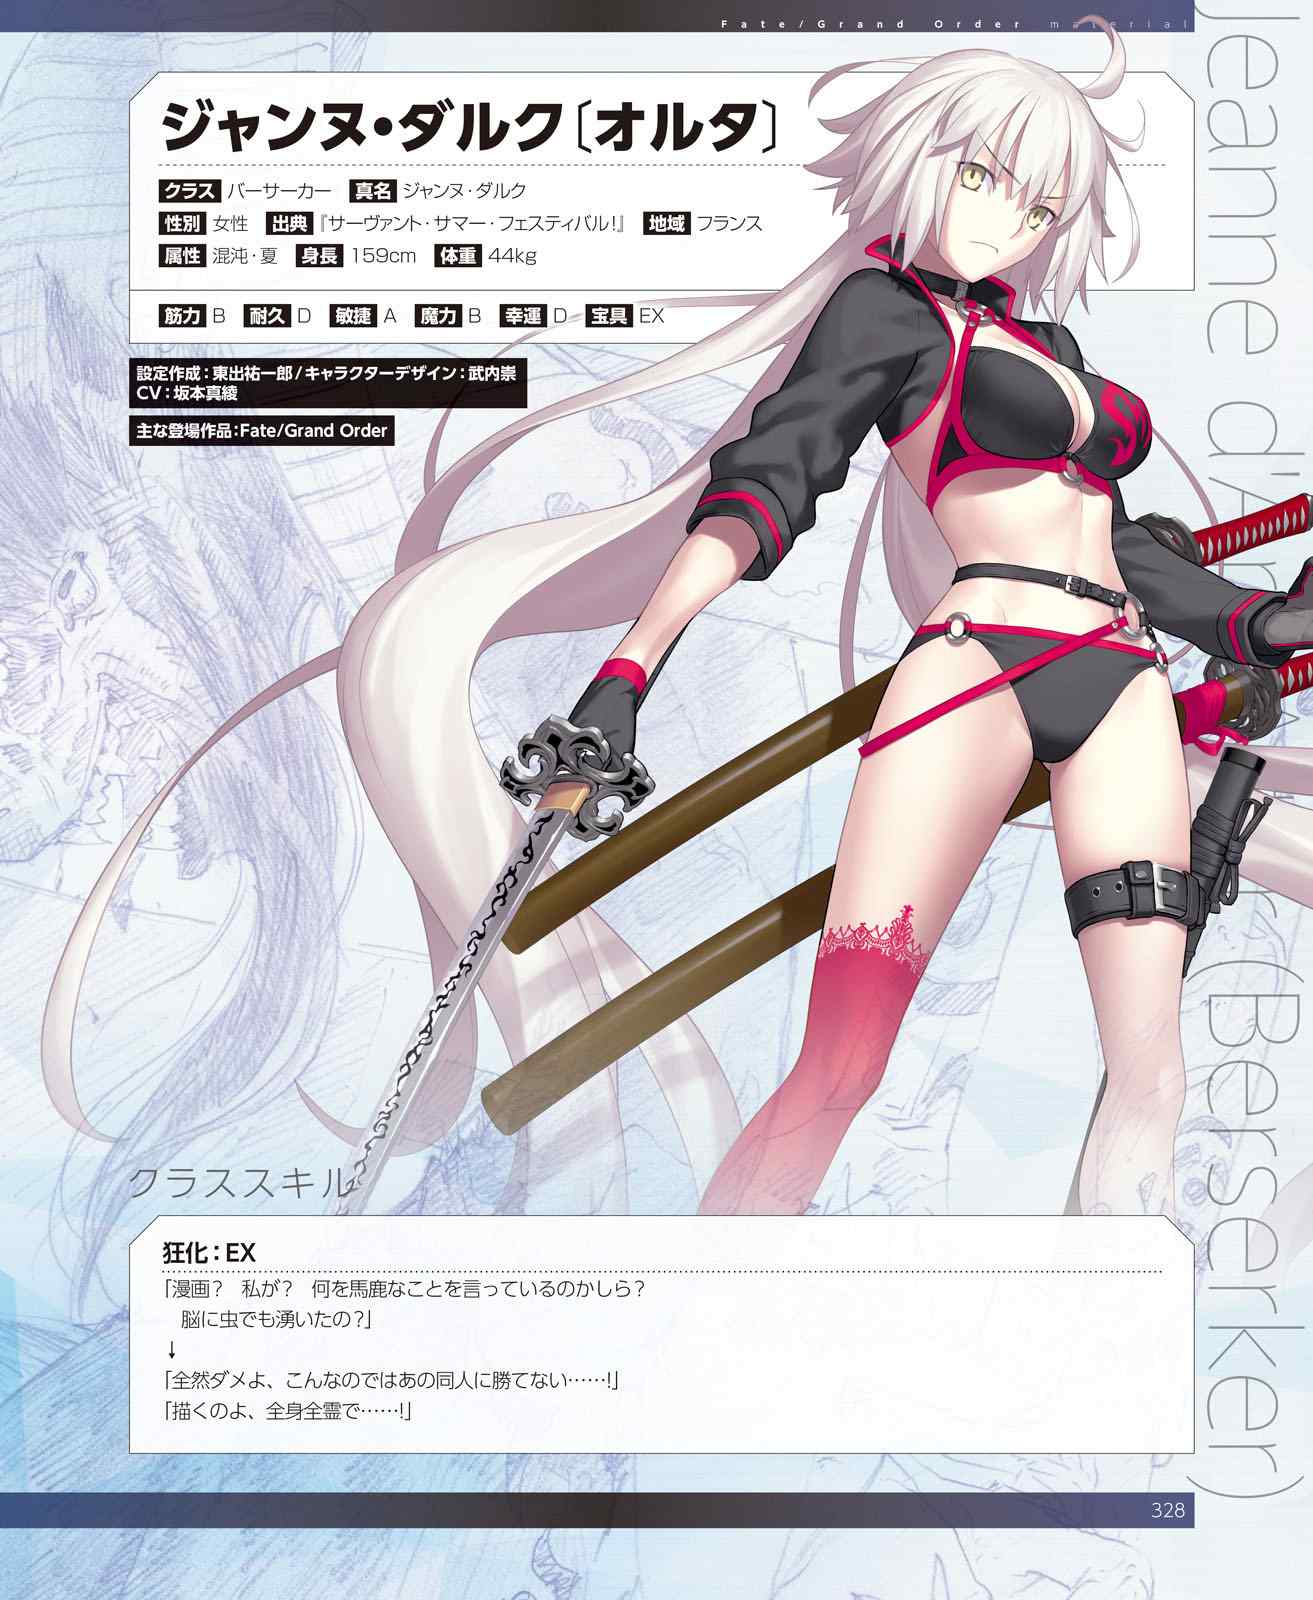 Fate/Grand Order material
ジャンヌ・ダルク〔オルタ〕
クラス バーサーカー 真名 ジャンヌ・ダルク
性別 女性 出典 『サーヴァント・サマー・フェスティバル!』 地域 フランス
属性 混沌・夏 身長 159cm 体重 44kg
筋力 B 耐久 D 敏捷 A 魔力 B 幸運 D 宝具 EX
設定作成：東出祐一郎/キャラクターデザイン：武内崇
CV：坂本真綾
主な登場作品：Fate/Grand Order
クラススキル
狂化：EX
「漫画？　私が？　何を馬鹿なことを言っているのかしら？
脳に虫でも湧いたの？」
↓
「全然ダメよ、こんなのではあの同人に勝てない……!」
「描くのよ、全身全霊で……!」
328